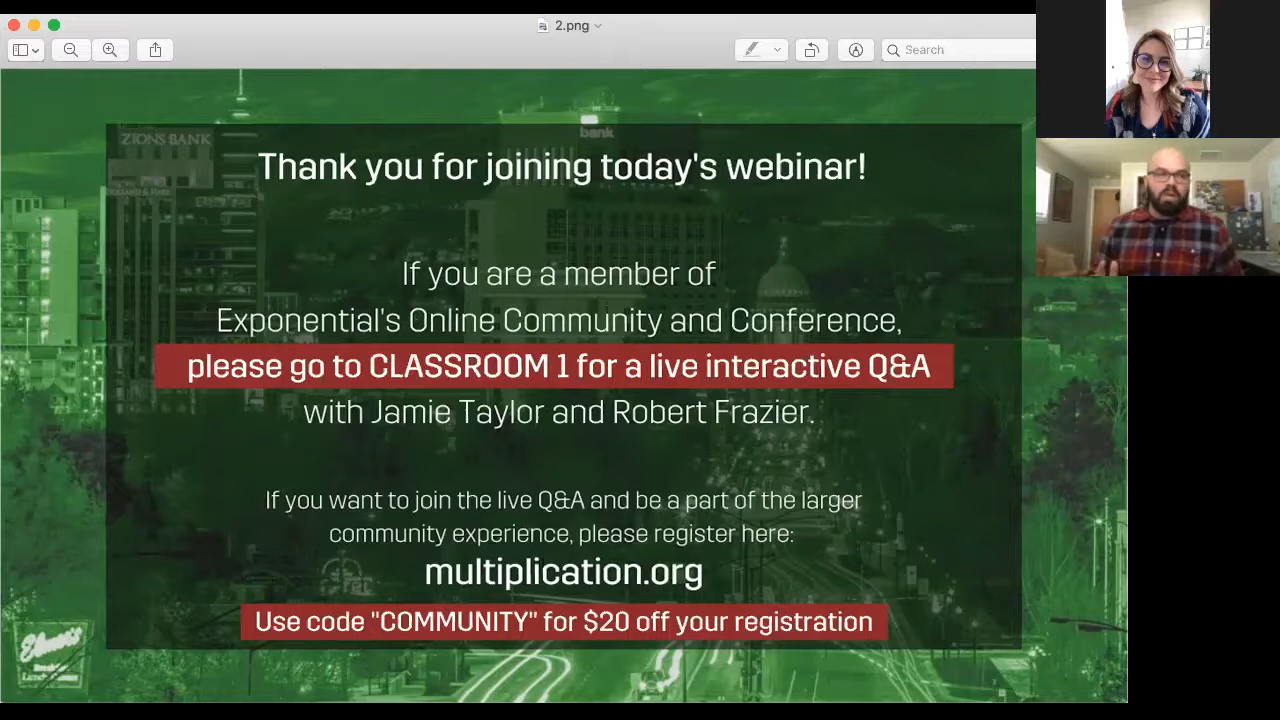 2.png
Search
ZIONS BANK
bank
HOLLAND & HART
Thank you for joining today's webinar!
If you are a member of
Exponential's Online Community and Conference,
please go to CLASSROOM 1 for a live interactive Q&A
with Jamie Taylor and Robert Frazier.
If you want to join the live Q&A and be a part of the larger
community experience, please register here:
multiplication.org
Use code "COMMUNITY" for $20 off your registration